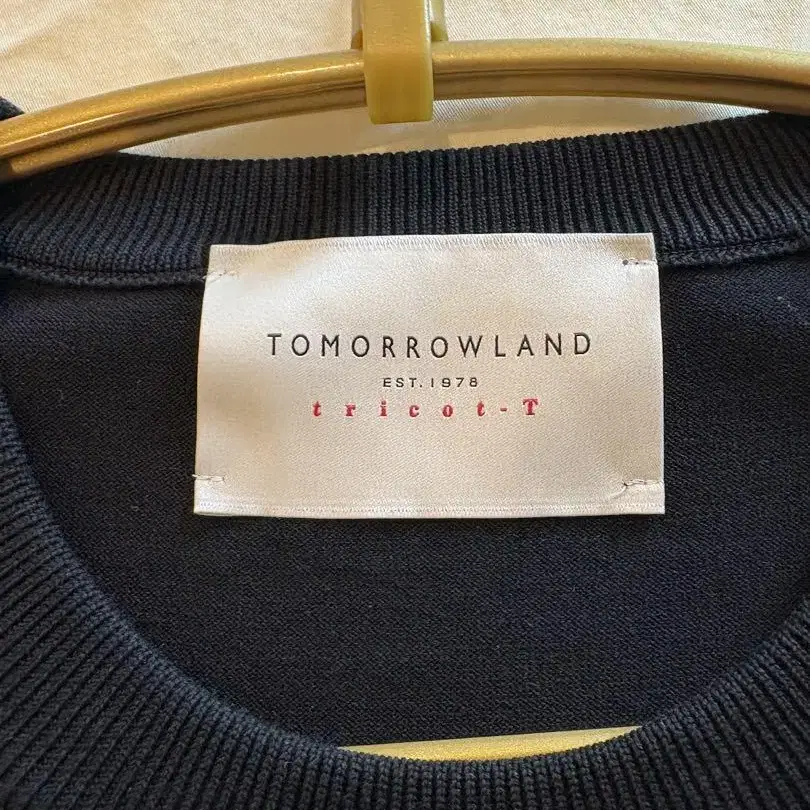 TOMORROWLAND
EST. 1978
tricot-T